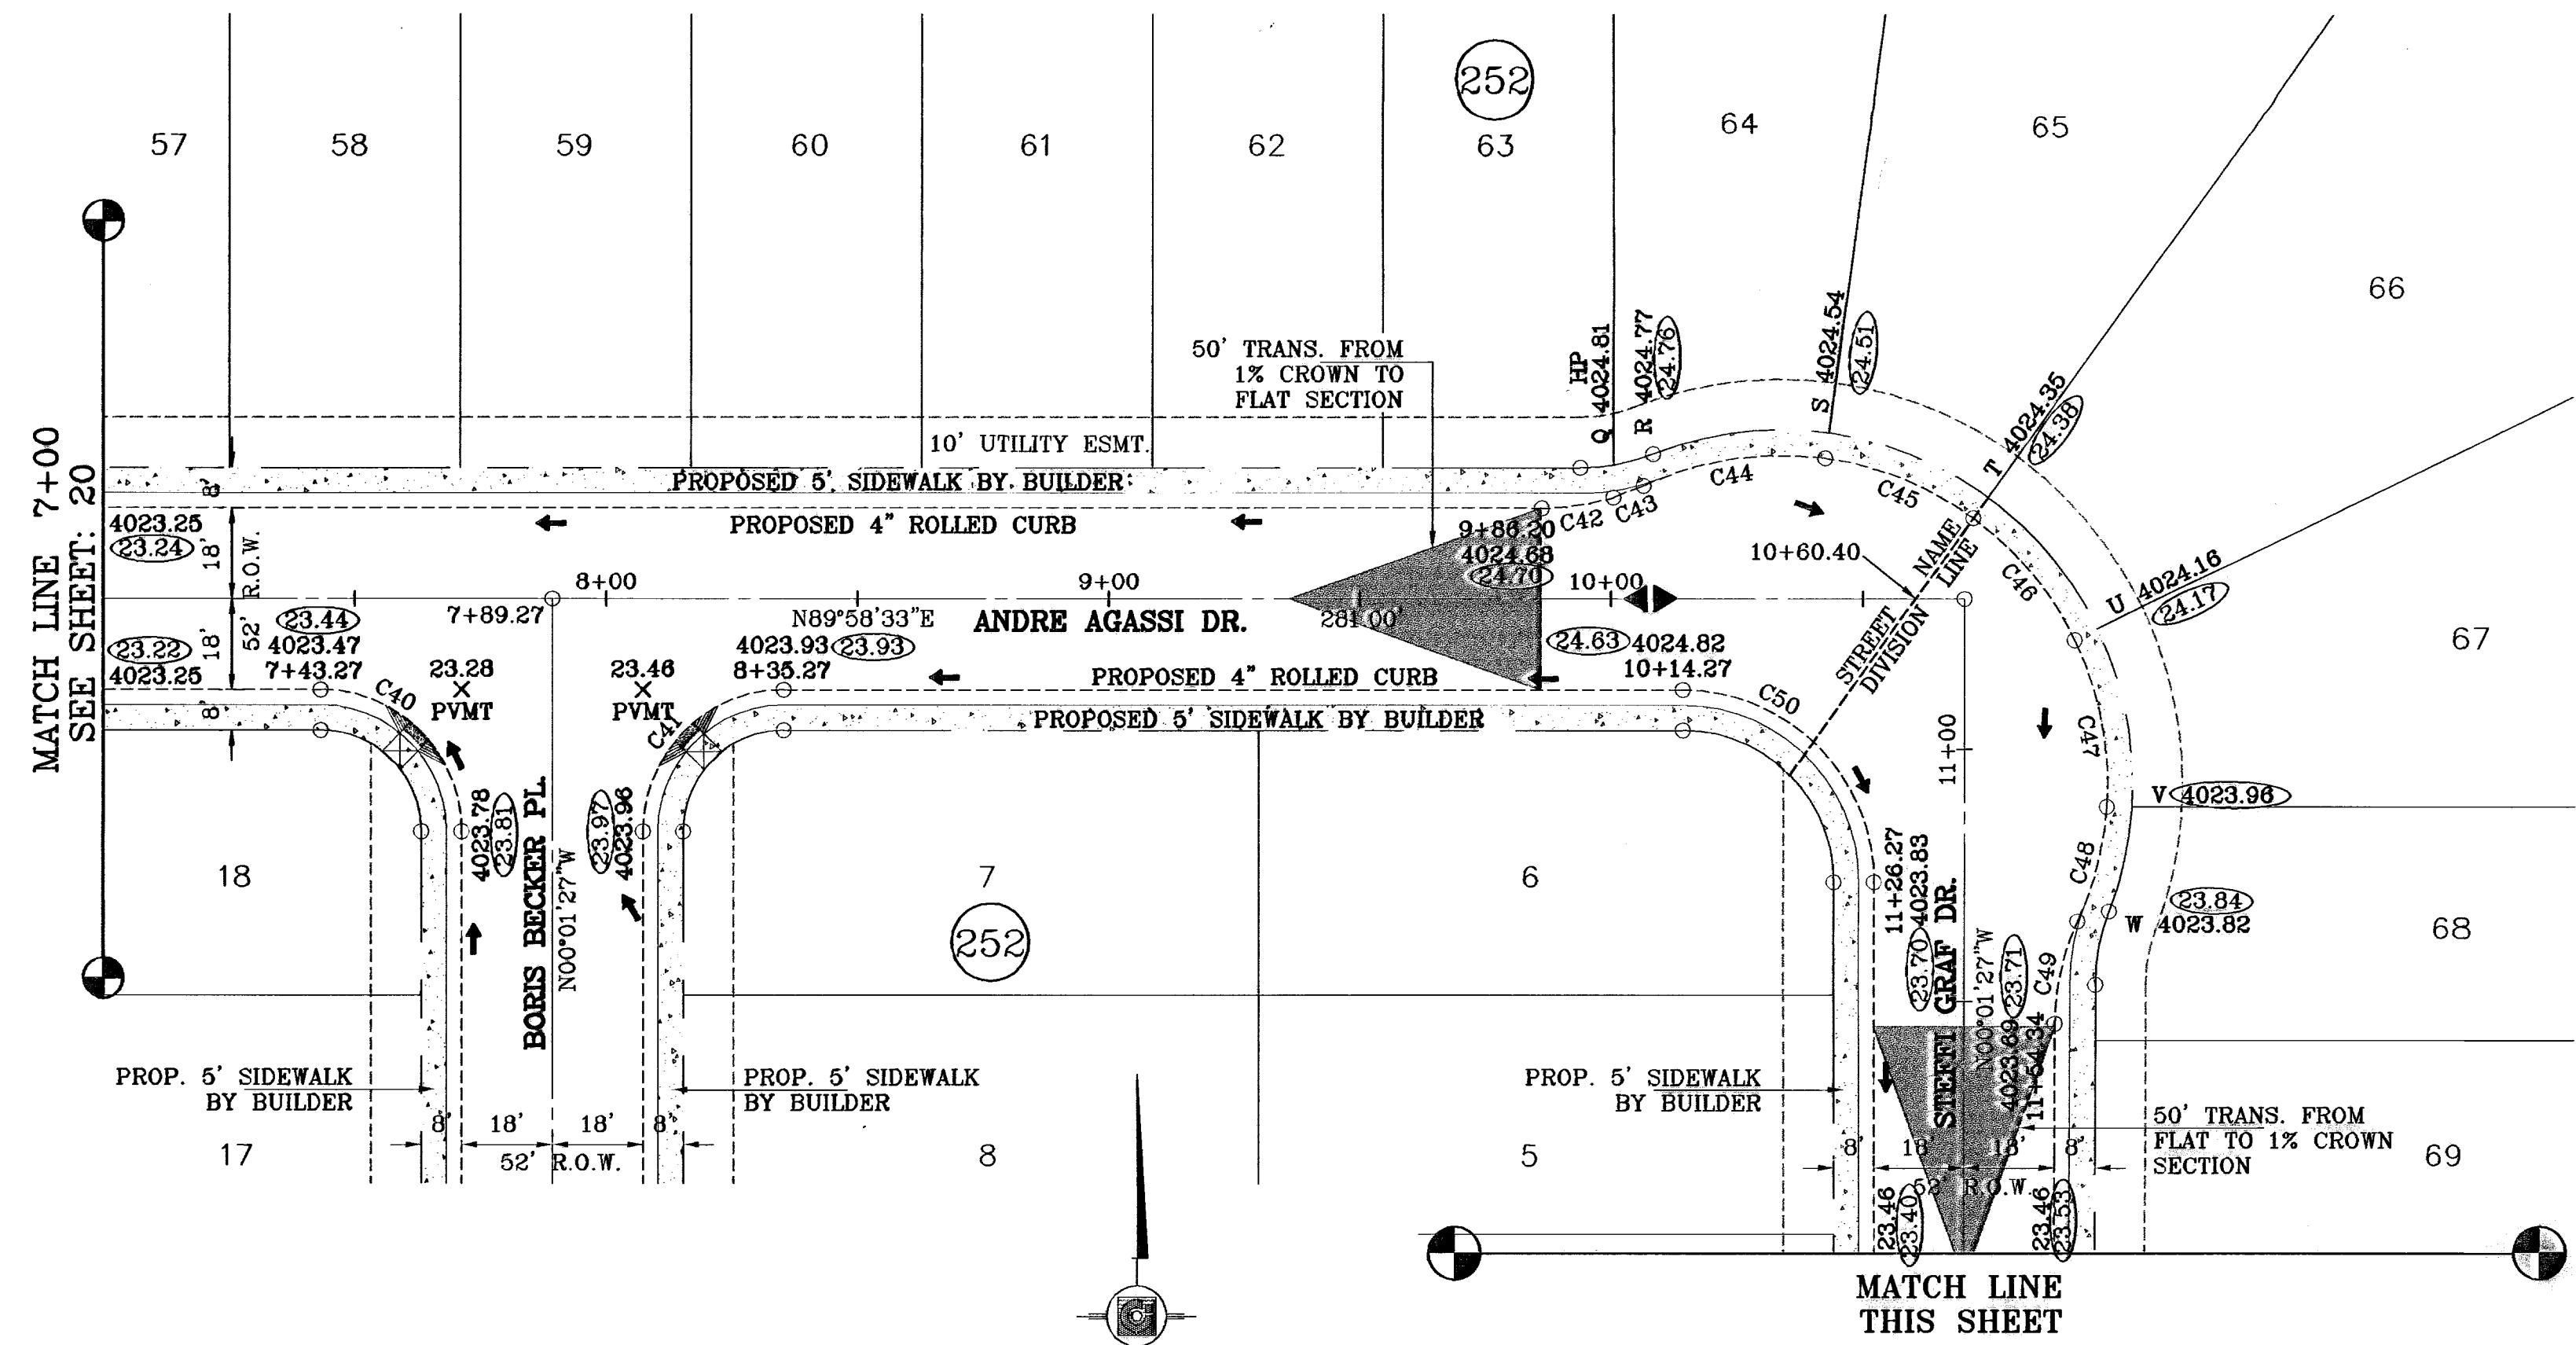 252
57
58
59
60
61
62
63
64
65
66
67
68
69
MATCH LINE 7+00
SEE SHEET: 20
50' TRANS. FROM
1% CROWN TO
FLAT SECTION
HP
Q 4024.81
R 4024.77
24.76
S 4024.54
24.51
T 4024.35
24.38
U 4024.16
24.17
V 4023.96
W 4023.82
23.84
10' UTILITY ESMT.
PROPOSED 5' SIDEWALK BY BUILDER
PROPOSED 4" ROLLED CURB
8'
18'
R.O.W.
52'
18'
8'
4023.25
23.24
23.22
4023.25
23.44
4023.47
7+43.27
7+89.27
8+00
23.28
PVMT
23.46
PVMT
N89°58'33"E
4023.93 23.93
8+35.27
9+00
ANDRE AGASSI DR.
281.00'
9+86.20
4024.68
24.70
10+00
24.63 4024.82
10+14.27
10+60.40
STREET NAME
DIVISION LINE
PROPOSED 4" ROLLED CURB
PROPOSED 5' SIDEWALK BY BUILDER
C40
C41
C42
C43
C44
C45
C46
C47
C48
C49
C50
11+00
4023.78
23.81
23.97
4023.96
BORIS BECKER PL.
N00°01'27"W
18
7
252
6
11+26.27
4023.83
23.70
STEFFI GRAF DR.
N00°01'27"W
23.71
4023.69
11+54.34
PROP. 5' SIDEWALK
BY BUILDER
PROP. 5' SIDEWALK
BY BUILDER
PROP. 5' SIDEWALK
BY BUILDER
50' TRANS. FROM
FLAT TO 1% CROWN
SECTION
8' 18' 18' 8'
52' R.O.W.
8' 18' 18' 8'
52' R.O.W.
17
8
5
23.46
23.40
23.46
23.53
MATCH LINE
THIS SHEET